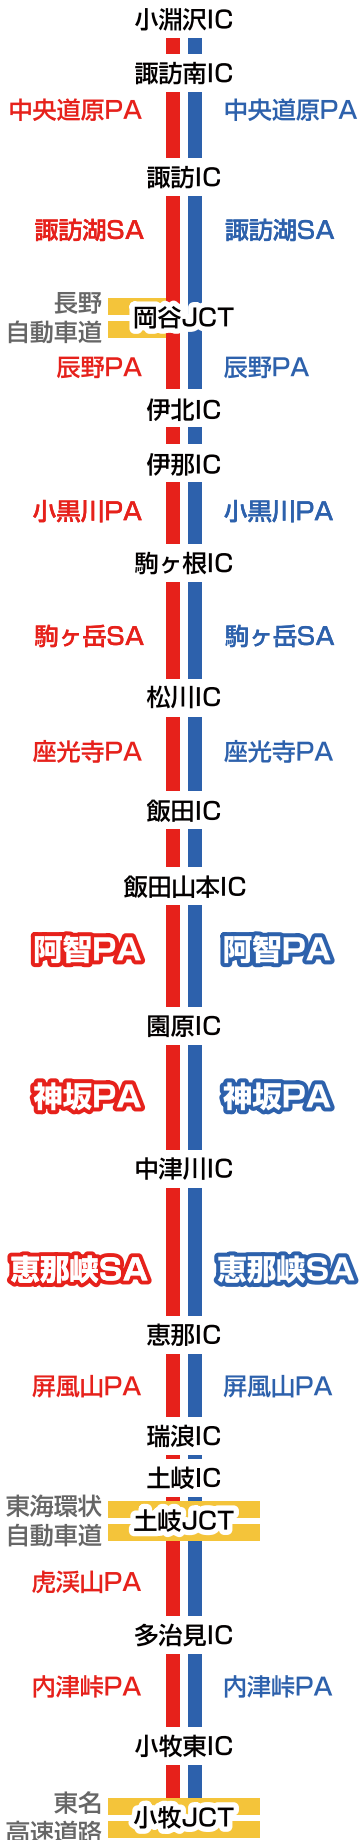 小淵沢IC
諏訪南IC
中央道原PA 中央道原PA
諏訪IC
諏訪湖SA 諏訪湖SA
長野
自動車道
岡谷JCT
辰野PA 辰野PA
伊北IC
伊那IC
小黒川PA 小黒川PA
駒ヶ根IC
駒ヶ岳SA 駒ヶ岳SA
松川IC
座光寺PA 座光寺PA
飯田IC
飯田山本IC
阿智PA 阿智PA
園原IC
神坂PA 神坂PA
中津川IC
恵那峡SA 恵那峡SA
恵那IC
屏風山PA 屏風山PA
瑞浪IC
土岐IC
東海環状
自動車道
土岐JCT
虎渓山PA
多治見IC
内津峠PA 内津峠PA
小牧東IC
東名
高速道路
小牧JCT